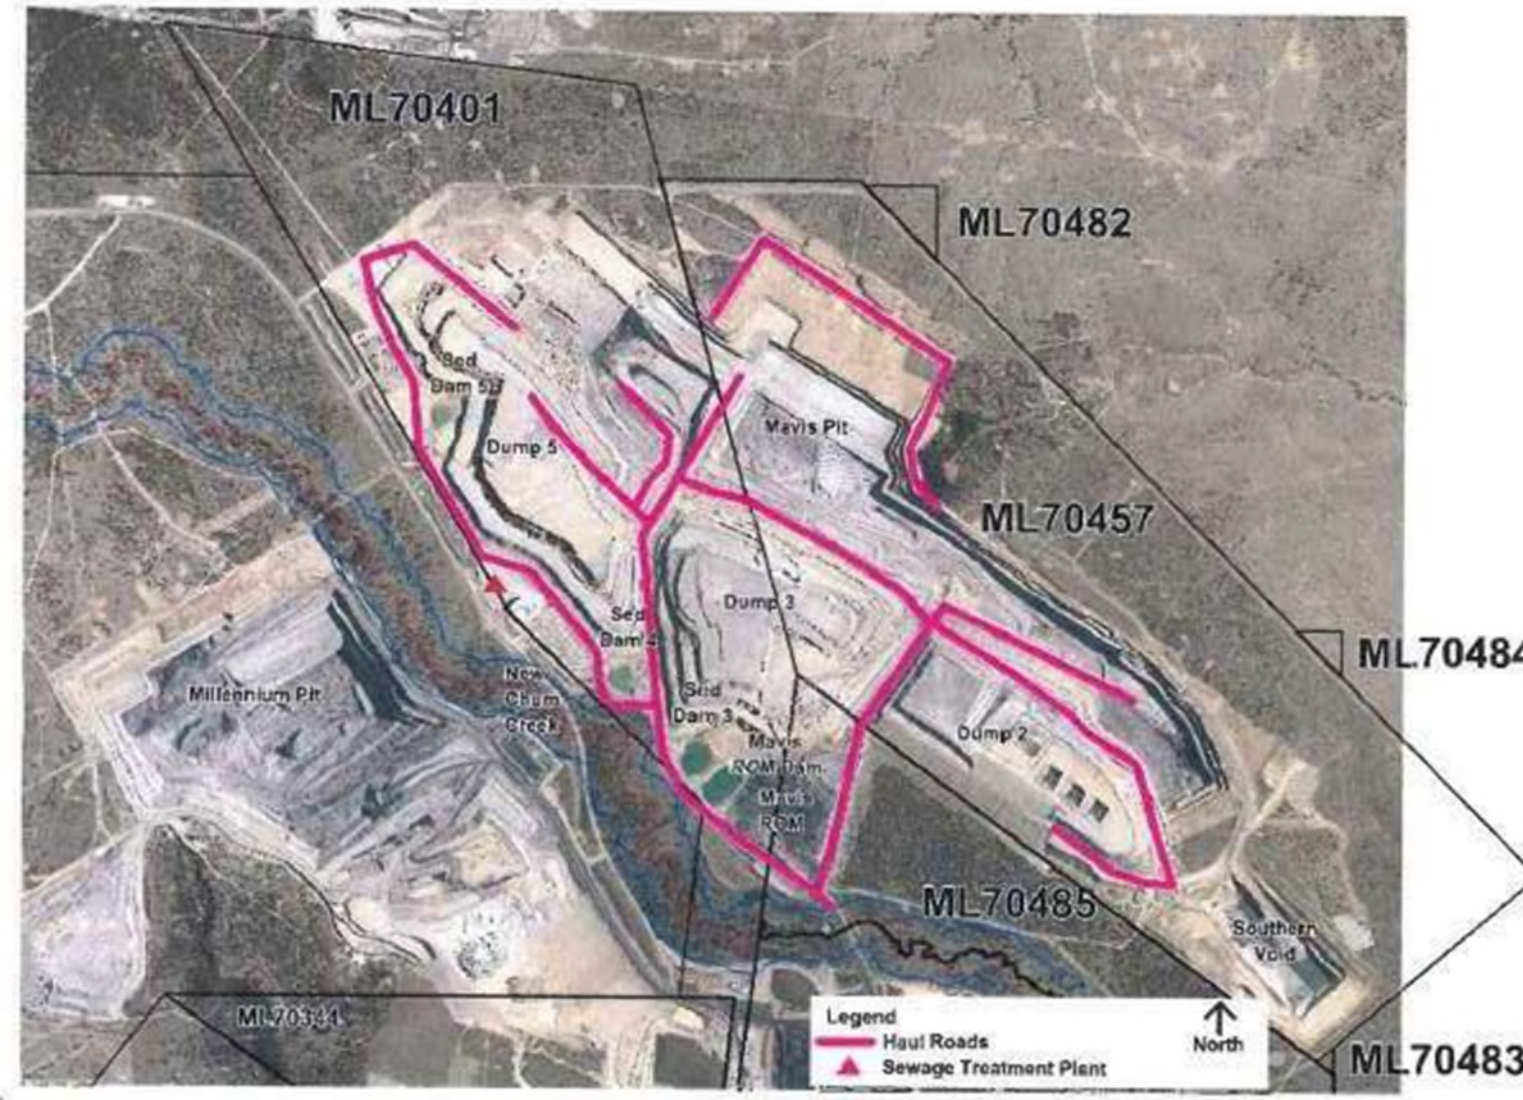 ML70401
ML70482
Sed
Dam 5B
Dump 5
Mavis Pit
ML70457
Dump 3
Sed
Dam 4
ML70484
Millennium Pit
New
Chum
Creek
Sed
Dam 3
Mavis
ROM Dam
Mavis
ROM
Dump 2
ML70485
Southern
Void
ML70344
Legend
Haul Roads
Sewage Treatment Plant
North
ML70483